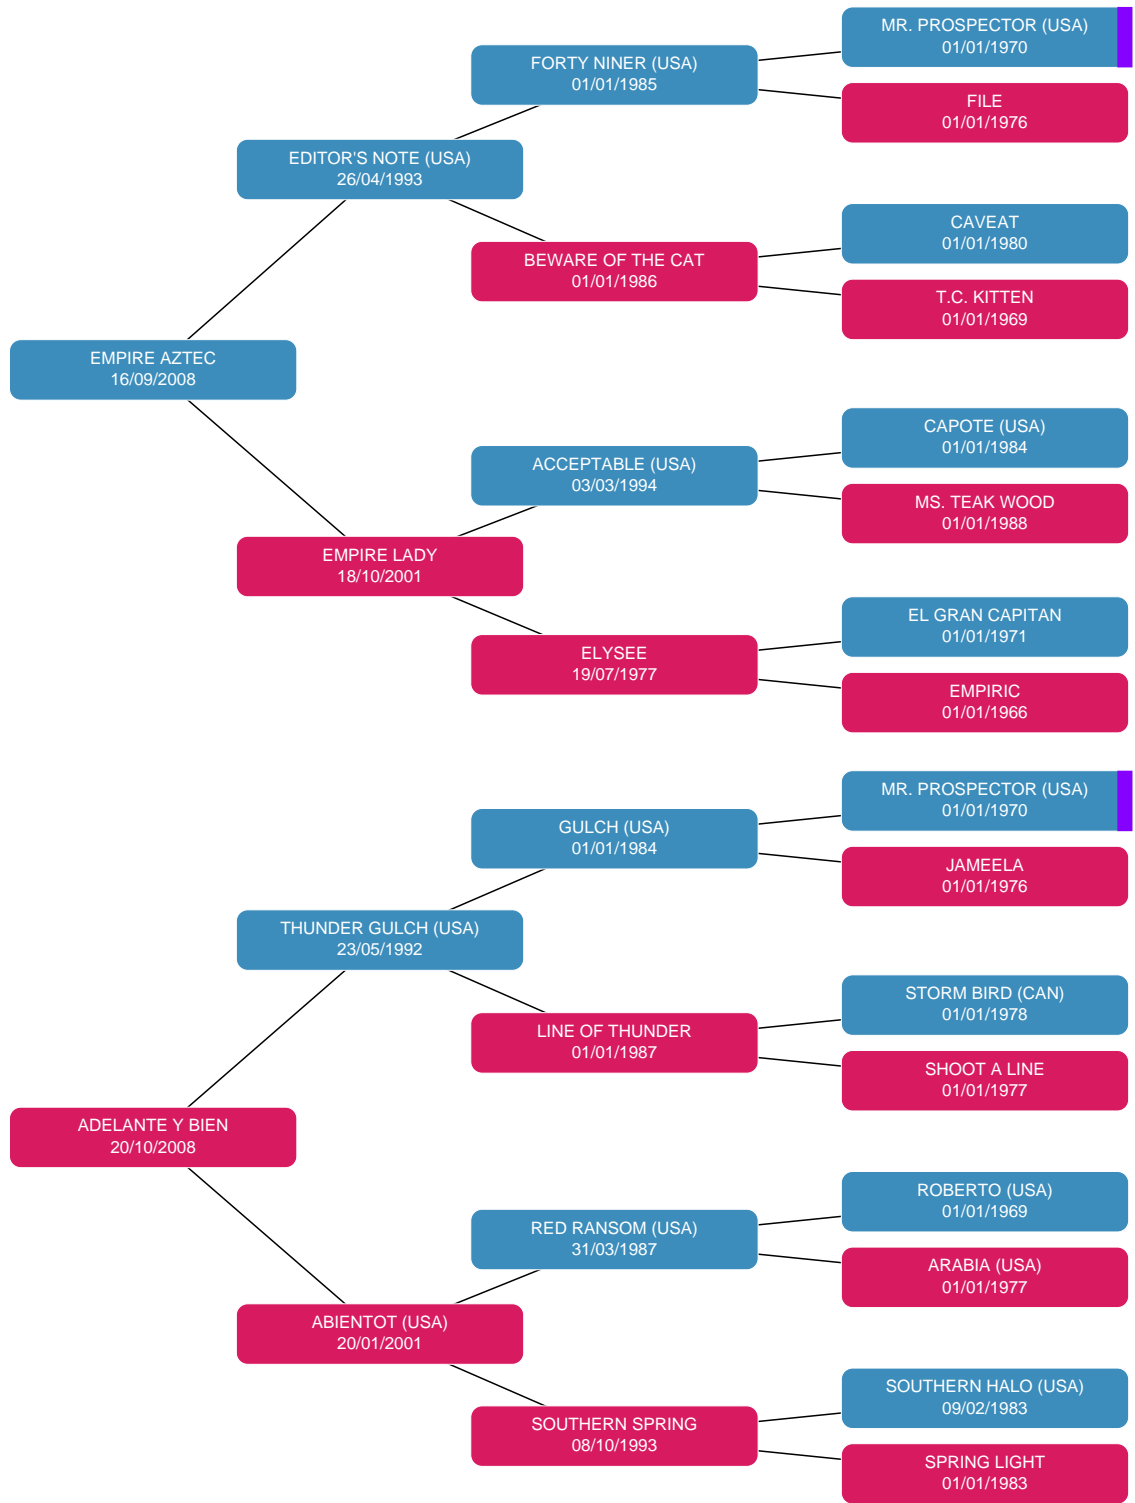 MR. PROSPECTOR (USA)
01/01/1970
FORTY NINER (USA)
01/01/1985
FILE
01/01/1976
EDITOR'S NOTE (USA)
26/04/1993
CAVEAT
01/01/1980
BEWARE OF THE CAT
01/01/1986
T.C. KITTEN
01/01/1969
EMPIRE AZTEC
16/09/2008
CAPOTE (USA)
01/01/1984
ACCEPTABLE (USA)
03/03/1994
MS. TEAK WOOD
01/01/1988
EMPIRE LADY
18/10/2001
EL GRAN CAPITAN
01/01/1971
ELYSEE
19/07/1977
EMPIRIC
01/01/1966
MR. PROSPECTOR (USA)
01/01/1970
GULCH (USA)
01/01/1984
JAMEELA
01/01/1976
THUNDER GULCH (USA)
23/05/1992
STORM BIRD (CAN)
01/01/1978
LINE OF THUNDER
01/01/1987
SHOOT A LINE
01/01/1977
ADELANTE Y BIEN
20/10/2008
ROBERTO (USA)
01/01/1969
RED RANSOM (USA)
31/03/1987
ARABIA (USA)
01/01/1977
ABIENTOT (USA)
20/01/2001
SOUTHERN HALO (USA)
09/02/1983
SOUTHERN SPRING
08/10/1993
SPRING LIGHT
01/01/1983